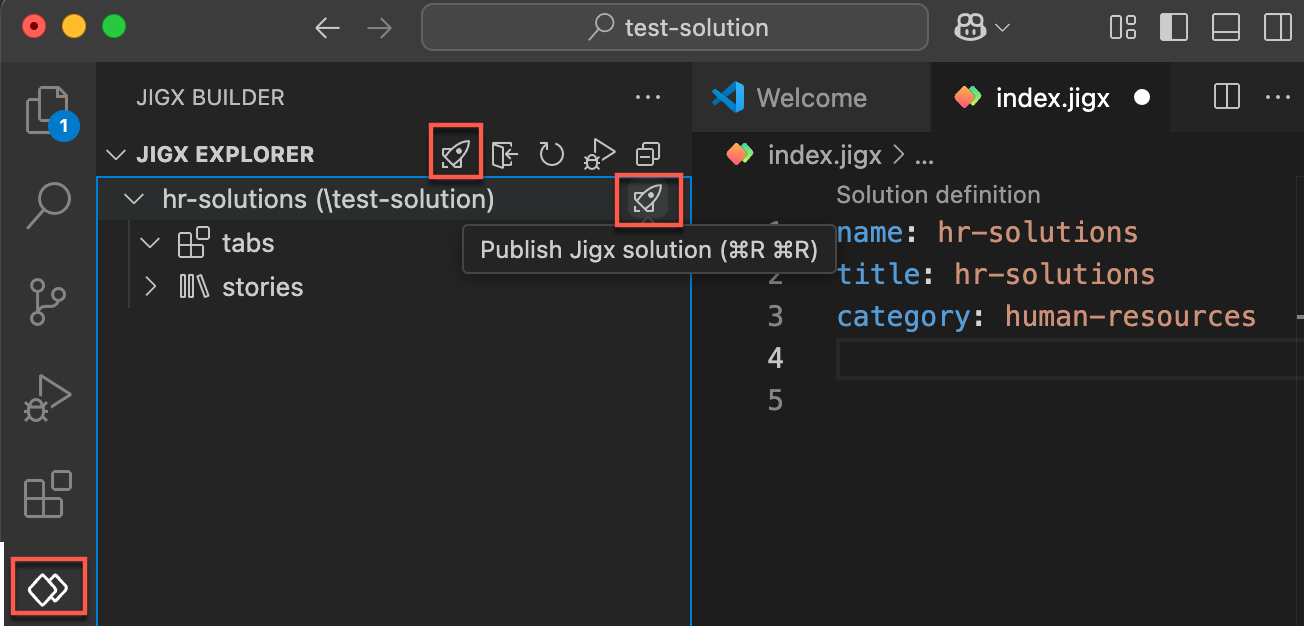 test-solution
JIGX BUILDER
Welcome
index.jigx
1
JIGX EXPLORER
index.jigx > ...
hr-solutions (\test-solution)
Solution definition
tabs
Publish Jigx solution (⌘R ⌘R)
stories
name: hr-solutions
2 title: hr-solutions
3 category: human-resources
4
5